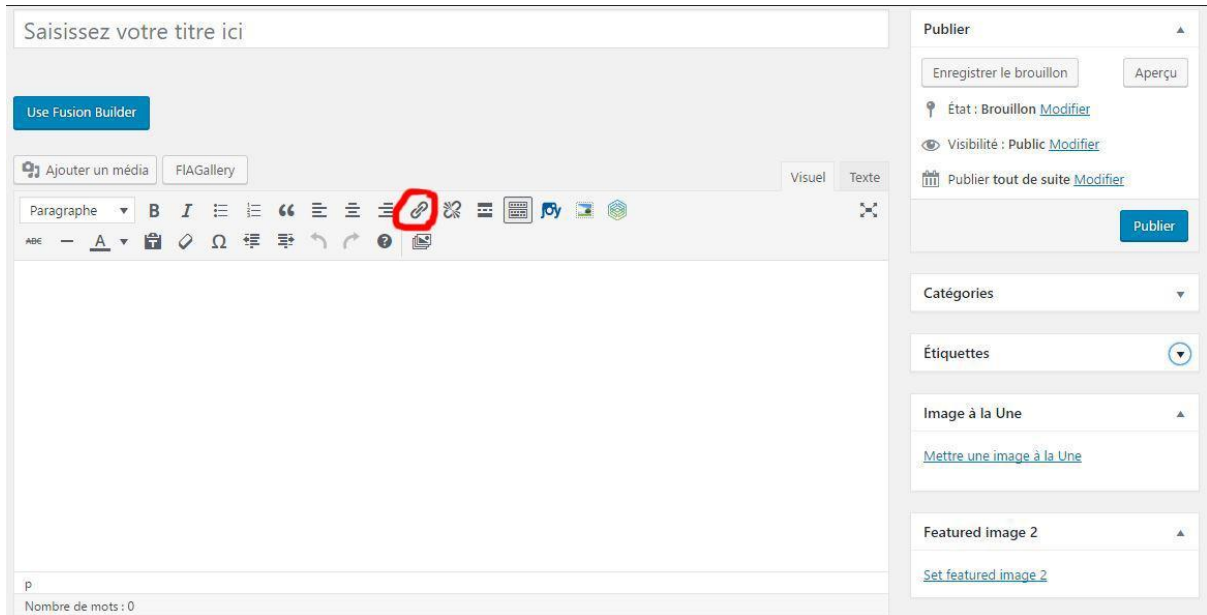 Saisissez votre titre ici
Use Fusion Builder
Ajouter un média
FlAGallery
Visuel
Texte
Paragraphe
B
I
ABC
A
Ω
p
Nombre de mots : 0
Publier
Enregistrer le brouillon
Aperçu
État : Brouillon Modifier
Visibilité : Public Modifier
Publier tout de suite Modifier
Publier
Catégories
Étiquettes
Image à la Une
Mettre une image à la Une
Featured image 2
Set featured image 2